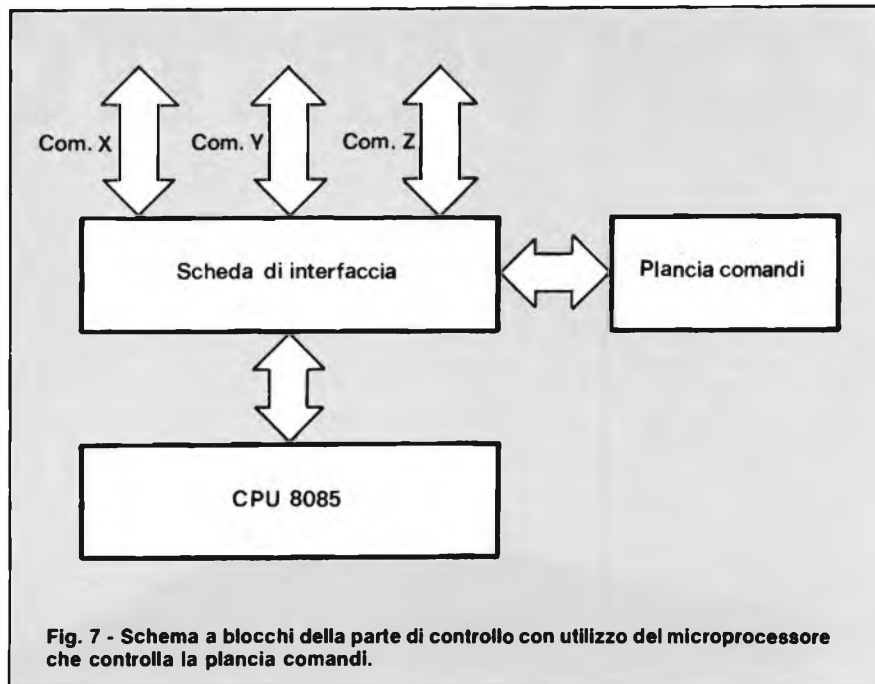 Com. X
Com. Y
Com. Z
Scheda di interfaccia
Plancia comandi
CPU 8085
Fig. 7 - Schema a blocchi della parte di controllo con utilizzo del microprocessore
che controlla la plancia comandi.